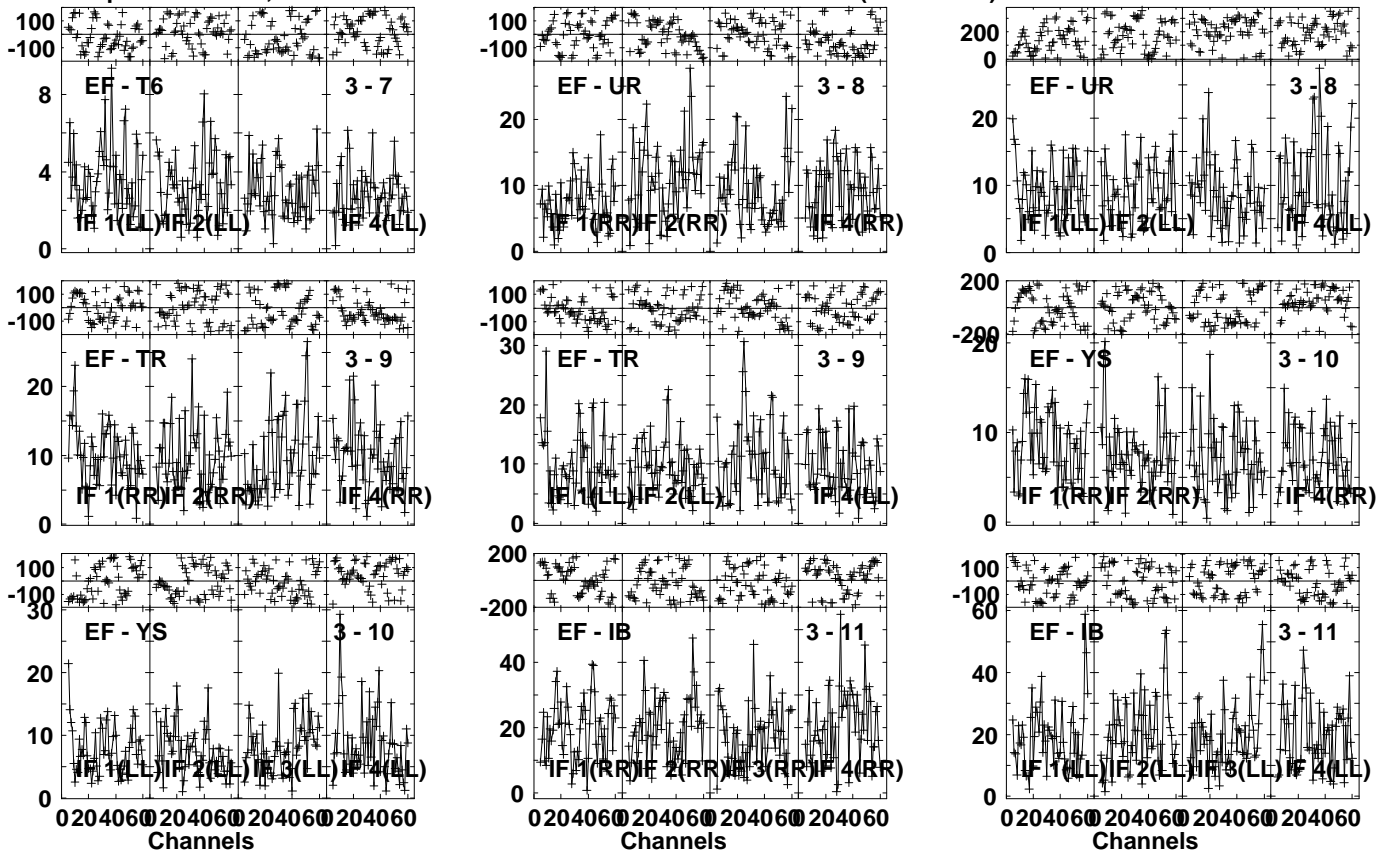 100 100 200
-100 -100 0
EF - T6 3 - 7 EF - UR 3 - 8 EF - UR 3 - 8
8
20 20
4
10 10
IF 1(LL) IF 2(LL) IF 4(LL) IF 1(RR) IF 2(RR) IF 4(RR) IF 1(LL) IF 2(LL) IF 4(LL)
0 0 0
100 100 200
-100 -100 -200
EF - TR 3 - 9 EF - TR 3 - 9 EF - YS 3 - 10
30 20
20 20
10 10 10
IF 1(RR) IF 2(RR) IF 4(RR) IF 1(LL) IF 2(LL) IF 4(LL) IF 1(RR) IF 2(RR) IF 4(RR)
0 0 0
100 200 100
-100 -200 -100
30 60
EF - YS 3 - 10 EF - IB 3 - 11 EF - IB 3 - 11
20 40 40
10 20 20
IF 1(LL) IF 2(LL) IF 3(LL) IF 4(LL) IF 1(RR) IF 2(RR) IF 3(RR) IF 4(RR) IF 1(LL) IF 2(LL) IF 3(LL) IF 4(LL)
0 0 0
0 20 40 60 0 20 40 60 0 20 40 60 0 20 40 60 0 20 40 60 0 20 40 60 0 20 40 60 0 20 40 60 0 20 40 60 0 20 40 60 0 20 40 60 0 20 40 60
Channels Channels Channels